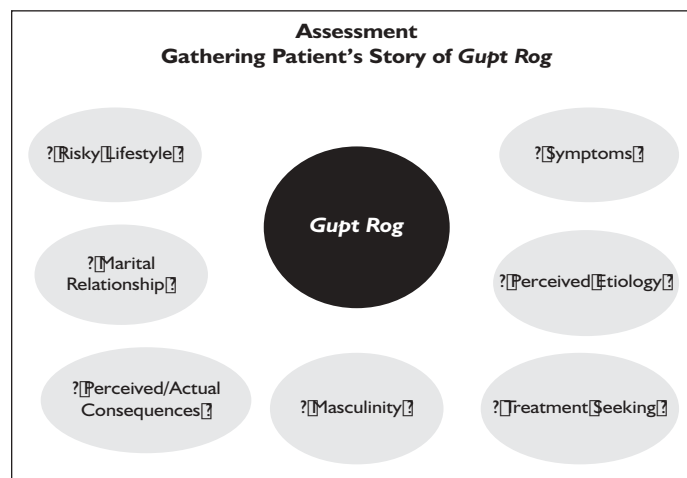 Assessment
Gathering Patient's Story of Gupt Rog
? Risky Lifestyle ?
? Symptoms ?
Gupt Rog
? Marital
Relationship ?
? Perceived Etiology ?
? Perceived/Actual
Consequences ?
? Masculinity ?
? Treatment Seeking ?